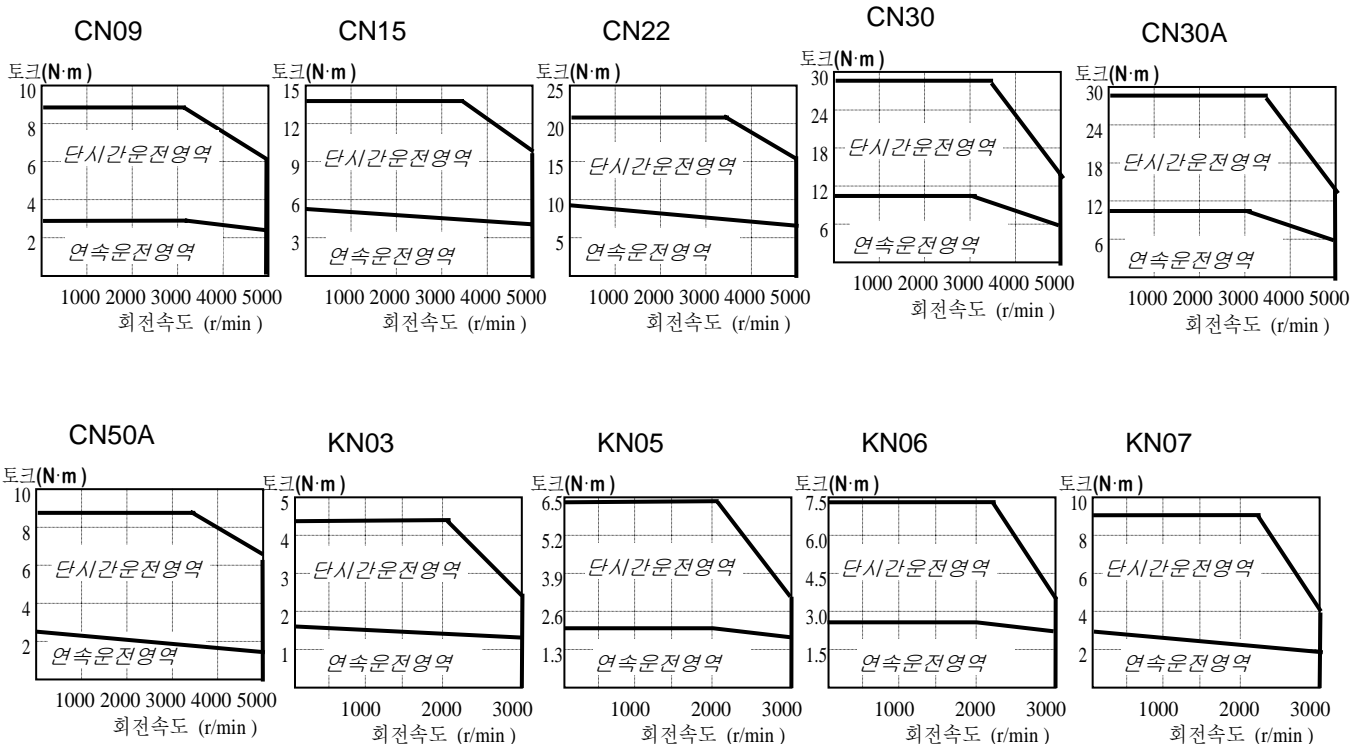 CN09
토크(N·m)
10
8
6
4
2
단시간운전영역
연속운전영역
1000 2000 3000 4000 5000
회전속도 (r/min)
CN15
토크(N·m)
15
12
9
6
3
단시간운전영역
연속운전영역
1000 2000 3000 4000 5000
회전속도 (r/min)
CN22
토크(N·m)
25
20
15
10
5
단시간운전영역
연속운전영역
1000 2000 3000 4000 5000
회전속도 (r/min)
CN30
토크(N·m)
30
24
18
12
6
단시간운전영역
연속운전영역
1000 2000 3000 4000 5000
회전속도 (r/min)
CN30A
토크(N·m)
30
24
18
12
6
단시간운전영역
연속운전영역
1000 2000 3000 4000 5000
회전속도 (r/min)
CN50A
토크(N·m)
10
8
6
4
2
단시간운전영역
연속운전영역
1000 2000 3000 4000 5000
회전속도 (r/min)
KN03
토크(N·m)
5
4
3
2
1
단시간운전영역
연속운전영역
1000 2000 3000
회전속도 (r/min)
KN05
토크(N·m)
6.5
5.2
3.9
2.6
1.3
단시간운전영역
연속운전영역
1000 2000 3000
회전속도 (r/min)
KN06
토크(N·m)
7.5
6.0
4.5
3.0
1.5
단시간운전영역
연속운전영역
1000 2000 3000
회전속도 (r/min)
KN07
토크(N·m)
10
8
6
4
2
단시간운전영역
연속운전영역
1000 2000 3000
회전속도 (r/min)